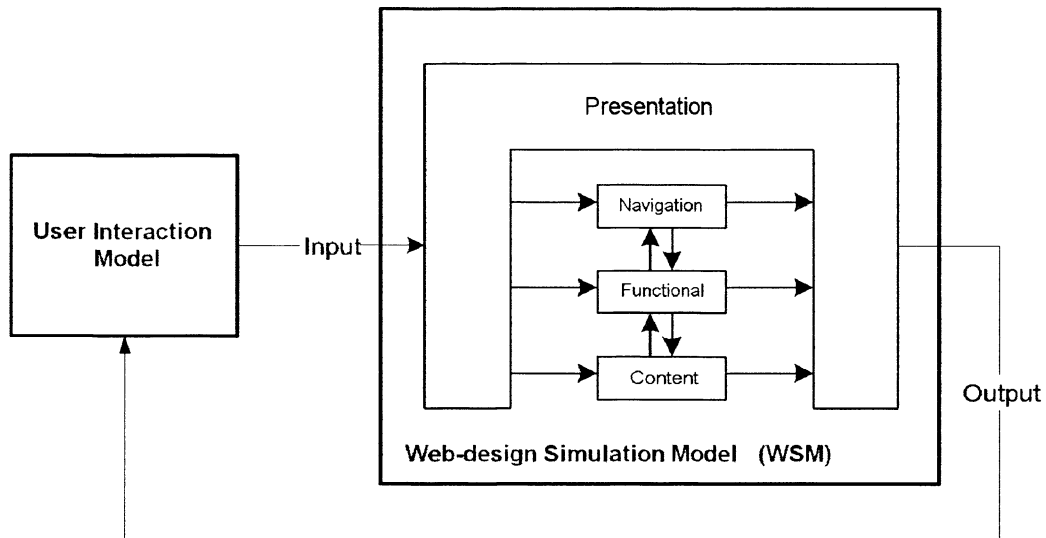 Presentation
Navigation
User Interaction
Model
Input
Functional
Content
Output
Web-design Simulation Model (WSM)